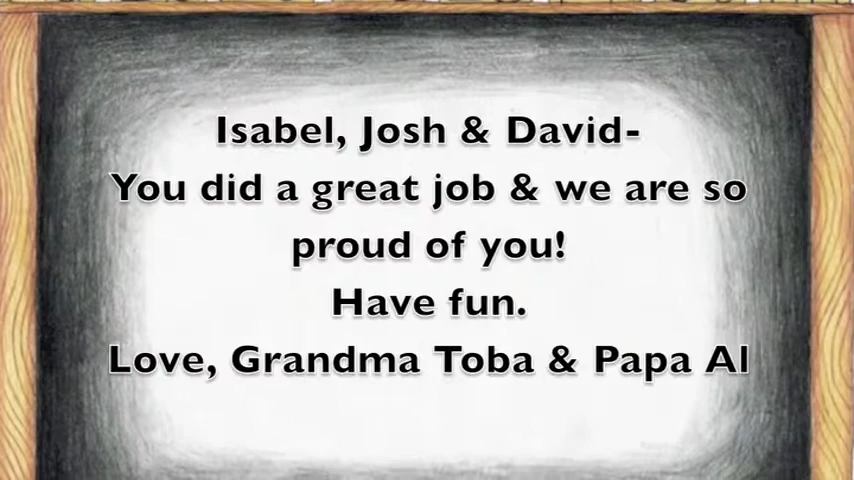 Isabel, Josh & David-
You did a great job & we are so
proud of you!
Have fun.
Love, Grandma Toba & Papa Al